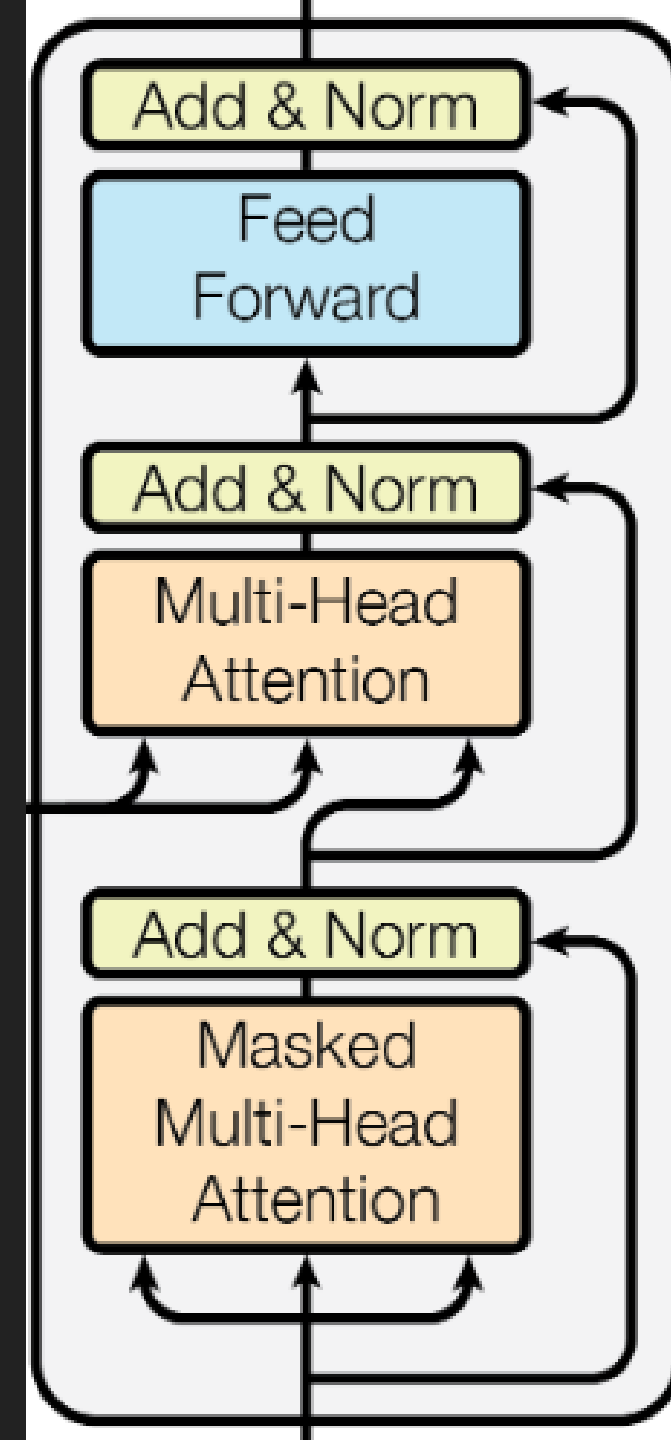 Add & Norm
Feed
Forward
Add & Norm
Multi-Head
Attention
Add & Norm
Masked
Multi-Head
Attention